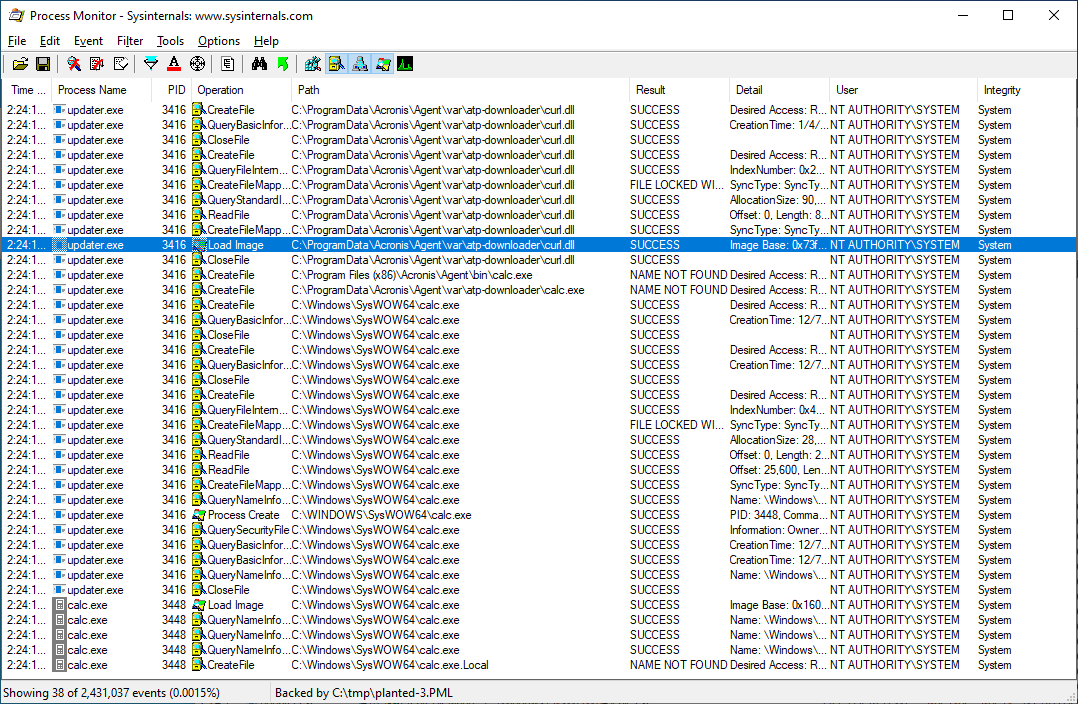 Process Monitor - Sysinternals: www.sysinternals.com
File Edit Event Filter Tools Options Help
Time ... Process Name PID Operation Path Result Detail User Integrity
2:24:1... updater.exe 3416 CreateFile C:\ProgramData\Acronis\Agent\var\atp-downloader\curl.dll SUCCESS Desired Access: R... NT AUTHORITY\SYSTEM System
2:24:1... updater.exe 3416 QueryBasicInfor... C:\ProgramData\Acronis\Agent\var\atp-downloader\curl.dll SUCCESS CreationTime: 1/4/... NT AUTHORITY\SYSTEM System
2:24:1... updater.exe 3416 CloseFile C:\ProgramData\Acronis\Agent\var\atp-downloader\curl.dll SUCCESS NT AUTHORITY\SYSTEM System
2:24:1... updater.exe 3416 CreateFile C:\ProgramData\Acronis\Agent\var\atp-downloader\curl.dll SUCCESS Desired Access: R... NT AUTHORITY\SYSTEM System
2:24:1... updater.exe 3416 QueryFileIntern... C:\ProgramData\Acronis\Agent\var\atp-downloader\curl.dll SUCCESS IndexNumber: 0x2... NT AUTHORITY\SYSTEM System
2:24:1... updater.exe 3416 CreateFileMapp... C:\ProgramData\Acronis\Agent\var\atp-downloader\curl.dll FILE LOCKED WI... SyncType: SyncTy... NT AUTHORITY\SYSTEM System
2:24:1... updater.exe 3416 QueryStandardI... C:\ProgramData\Acronis\Agent\var\atp-downloader\curl.dll SUCCESS AllocationSize: 90,... NT AUTHORITY\SYSTEM System
2:24:1... updater.exe 3416 ReadFile C:\ProgramData\Acronis\Agent\var\atp-downloader\curl.dll SUCCESS Offset: 0, Length: 8... NT AUTHORITY\SYSTEM System
2:24:1... updater.exe 3416 CreateFileMapp... C:\ProgramData\Acronis\Agent\var\atp-downloader\curl.dll SUCCESS SyncType: SyncTy... NT AUTHORITY\SYSTEM System
2:24:1... updater.exe 3416 Load Image C:\ProgramData\Acronis\Agent\var\atp-downloader\curl.dll SUCCESS Image Base: 0x73f... NT AUTHORITY\SYSTEM System
2:24:1... updater.exe 3416 CloseFile C:\ProgramData\Acronis\Agent\var\atp-downloader\curl.dll SUCCESS NT AUTHORITY\SYSTEM System
2:24:1... updater.exe 3416 CreateFile C:\Program Files (x86)\Acronis\Agent\bin\calc.exe NAME NOT FOUND Desired Access: R... NT AUTHORITY\SYSTEM System
2:24:1... updater.exe 3416 CreateFile C:\ProgramData\Acronis\Agent\var\atp-downloader\calc.exe NAME NOT FOUND Desired Access: R... NT AUTHORITY\SYSTEM System
2:24:1... updater.exe 3416 CreateFile C:\Windows\SysWOW64\calc.exe SUCCESS Desired Access: R... NT AUTHORITY\SYSTEM System
2:24:1... updater.exe 3416 QueryBasicInfor... C:\Windows\SysWOW64\calc.exe SUCCESS CreationTime: 12/7... NT AUTHORITY\SYSTEM System
2:24:1... updater.exe 3416 CloseFile C:\Windows\SysWOW64\calc.exe SUCCESS NT AUTHORITY\SYSTEM System
2:24:1... updater.exe 3416 CreateFile C:\Windows\SysWOW64\calc.exe SUCCESS Desired Access: R... NT AUTHORITY\SYSTEM System
2:24:1... updater.exe 3416 QueryBasicInfor... C:\Windows\SysWOW64\calc.exe SUCCESS CreationTime: 12/7... NT AUTHORITY\SYSTEM System
2:24:1... updater.exe 3416 CloseFile C:\Windows\SysWOW64\calc.exe SUCCESS NT AUTHORITY\SYSTEM System
2:24:1... updater.exe 3416 CreateFile C:\Windows\SysWOW64\calc.exe SUCCESS Desired Access: R... NT AUTHORITY\SYSTEM System
2:24:1... updater.exe 3416 QueryFileIntern... C:\Windows\SysWOW64\calc.exe SUCCESS IndexNumber: 0x4... NT AUTHORITY\SYSTEM System
2:24:1... updater.exe 3416 CreateFileMapp... C:\Windows\SysWOW64\calc.exe FILE LOCKED WI... SyncType: SyncTy... NT AUTHORITY\SYSTEM System
2:24:1... updater.exe 3416 QueryStandardI... C:\Windows\SysWOW64\calc.exe SUCCESS AllocationSize: 28,... NT AUTHORITY\SYSTEM System
2:24:1... updater.exe 3416 ReadFile C:\Windows\SysWOW64\calc.exe SUCCESS Offset: 0, Length: 2... NT AUTHORITY\SYSTEM System
2:24:1... updater.exe 3416 ReadFile C:\Windows\SysWOW64\calc.exe SUCCESS Offset: 25,600, Len... NT AUTHORITY\SYSTEM System
2:24:1... updater.exe 3416 CreateFileMapp... C:\Windows\SysWOW64\calc.exe SUCCESS SyncType: SyncTy... NT AUTHORITY\SYSTEM System
2:24:1... updater.exe 3416 QueryNameInfo... C:\Windows\SysWOW64\calc.exe SUCCESS Name: \Windows\... NT AUTHORITY\SYSTEM System
2:24:1... updater.exe 3416 Process Create C:\WINDOWS\SysWOW64\calc.exe SUCCESS PID: 3448, Comma... NT AUTHORITY\SYSTEM System
2:24:1... updater.exe 3416 QuerySecurityFile C:\Windows\SysWOW64\calc.exe SUCCESS Information: Owner... NT AUTHORITY\SYSTEM System
2:24:1... updater.exe 3416 QueryBasicInfor... C:\Windows\SysWOW64\calc.exe SUCCESS CreationTime: 12/7... NT AUTHORITY\SYSTEM System
2:24:1... updater.exe 3416 QueryBasicInfor... C:\Windows\SysWOW64\calc.exe SUCCESS CreationTime: 12/7... NT AUTHORITY\SYSTEM System
2:24:1... updater.exe 3416 QueryNameInfo... C:\Windows\SysWOW64\calc.exe SUCCESS Name: \Windows\... NT AUTHORITY\SYSTEM System
2:24:1... updater.exe 3416 CloseFile C:\Windows\SysWOW64\calc.exe SUCCESS NT AUTHORITY\SYSTEM System
2:24:1... calc.exe 3448 Load Image C:\Windows\SysWOW64\calc.exe SUCCESS Image Base: 0x160... NT AUTHORITY\SYSTEM System
2:24:1... calc.exe 3448 QueryNameInfo... C:\Windows\SysWOW64\calc.exe SUCCESS Name: \Windows\... NT AUTHORITY\SYSTEM System
2:24:1... calc.exe 3448 QueryNameInfo... C:\Windows\SysWOW64\calc.exe SUCCESS Name: \Windows\... NT AUTHORITY\SYSTEM System
2:24:1... calc.exe 3448 QueryNameInfo... C:\Windows\SysWOW64\calc.exe SUCCESS Name: \Windows\... NT AUTHORITY\SYSTEM System
2:24:1... calc.exe 3448 CreateFile C:\Windows\SysWOW64\calc.exe.Local NAME NOT FOUND Desired Access: R... NT AUTHORITY\SYSTEM System
Showing 38 of 2,431,037 events (0.0015%) Backed by C:\tmp\planted-3.PML